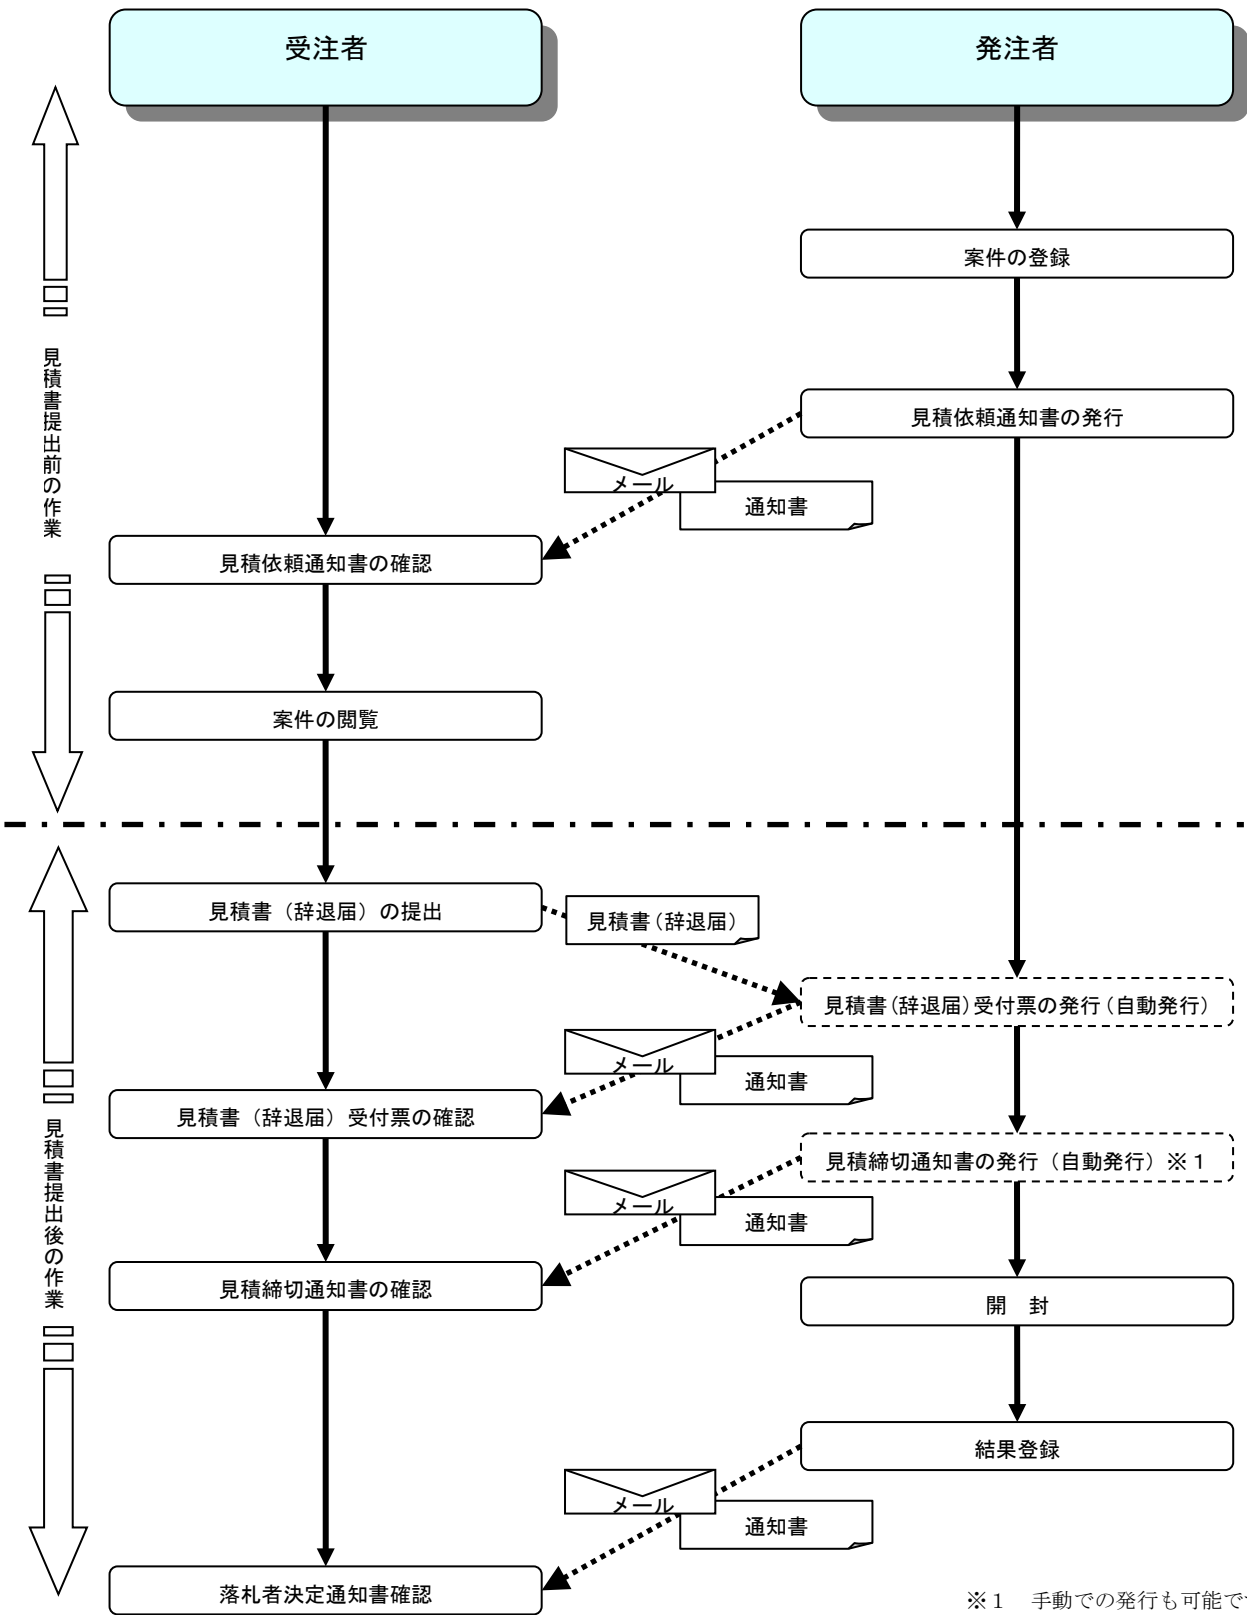 受注者
発注者
案件の登録
見積書提出前の作業
見積依頼通知書の発行
メール
通知書
見積依頼通知書の確認
案件の閲覧
見積書（辞退届）の提出
見積書（辞退届）
見積書（辞退届）受付票の発行（自動発行）
メール
通知書
見積書（辞退届）受付票の確認
見積書提出後の作業
見積締切通知書の発行（自動発行）※１
メール
通知書
見積締切通知書の確認
開　封
結果登録
メール
通知書
落札者決定通知書確認
※１　手動での発行も可能で